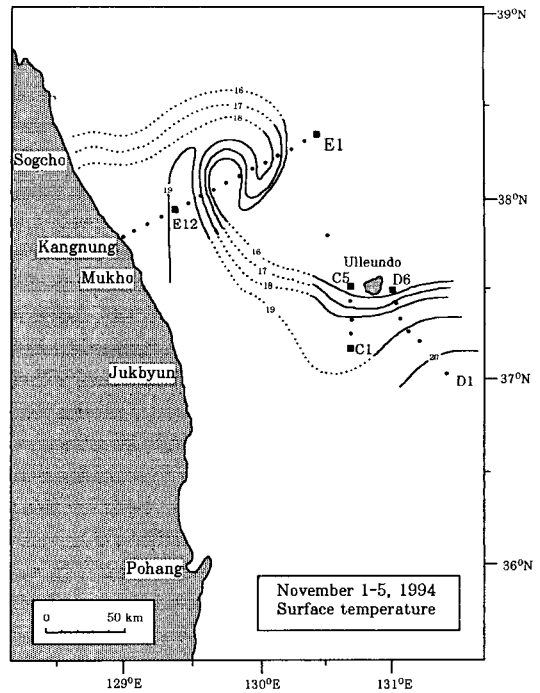 39°N
16
17
18
E1
Sogcho
19
38°N
E12
Kangnung
Mukho
16
17
18
19
Ulleundo
C5
D6
C1
20
D1
37°N
Jukbyun
Pohang
36°N
November 1-5, 1994
Surface temperature
0 50 km
129°E 130°E 131°E